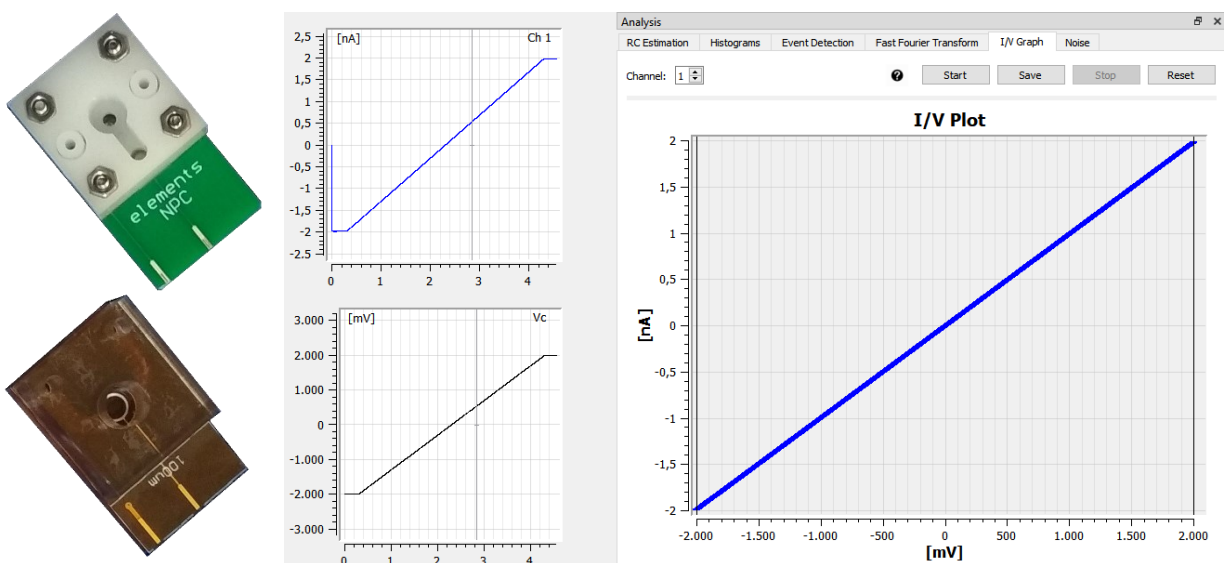 elements
NPC
100um
[nA]
Ch 1
2,5
2
1,5
1
0,5
0
-0,5
-1
-1,5
-2
-2.5
0 1 2 3 4
[mV]
Vc
3.000
2.000
1.000
0
-1.000
-2.000
-3.000
0 1 2 3 4
Analysis
RC Estimation Histograms Event Detection Fast Fourier Transform I/V Graph Noise
Channel: 1 ? Start Save Stop Reset
I/V Plot
2
1,5
1
0,5
0
-0,5
-1
-1,5
-2
[nA]
-2.000 -1.500 -1.000 -500 0 500 1.000 1.500 2.000
[mV]